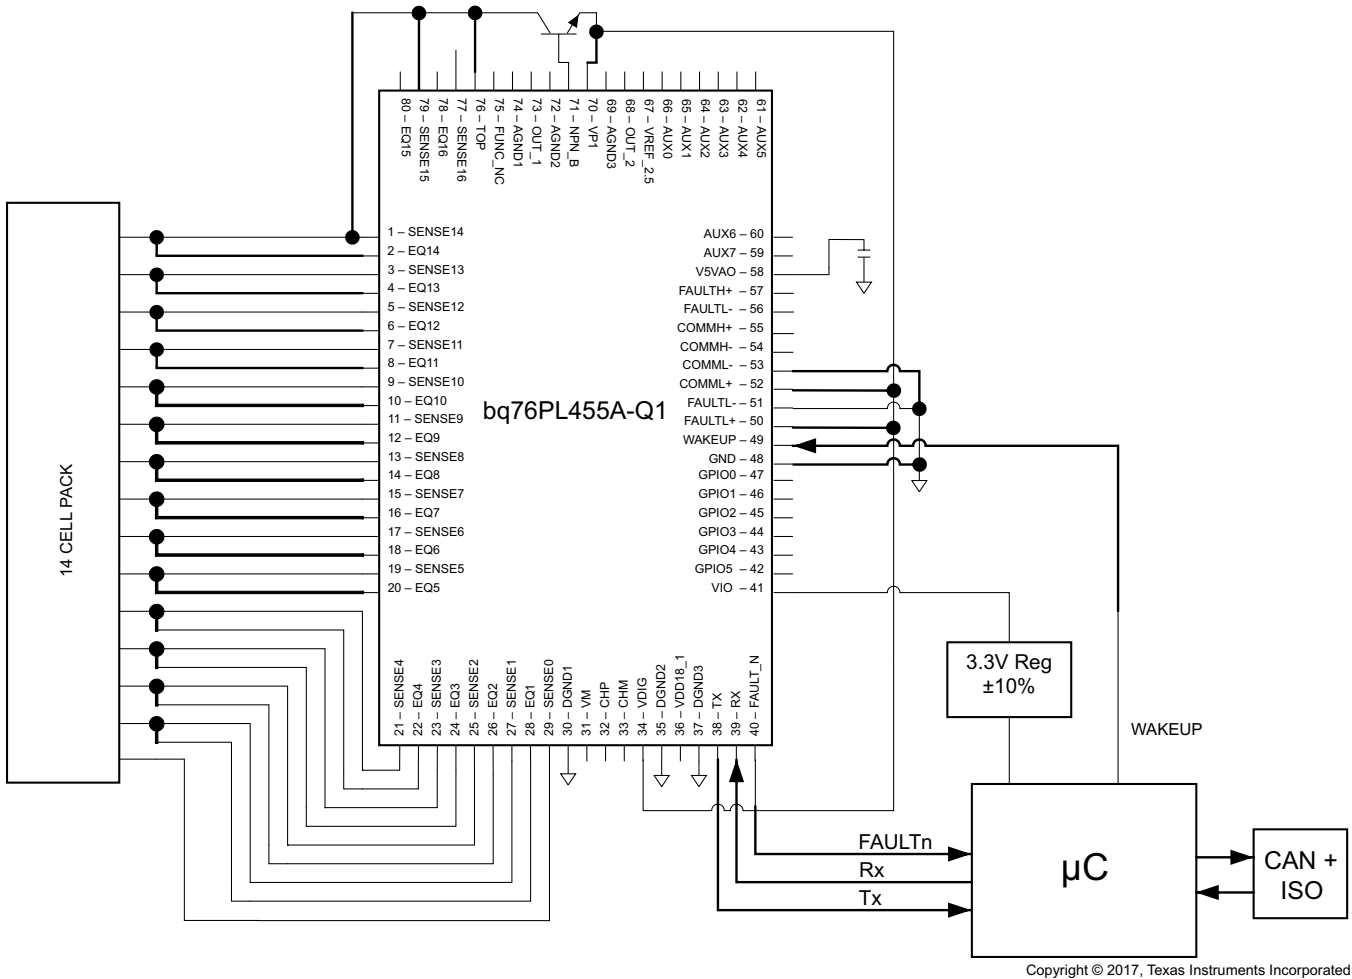 80 – EQ15
79 – SENSE15
78 – EQ16
77 – SENSE16
76 – TOP
75 – FUNC_NC
74 – AGND1
73 – OUT_1
72 – AGND2
71 – NPN_B
70 – VP1
69 – AGND3
68 – OUT_2
67 – VREF_2.5
66 – AUX0
65 – AUX1
64 – AUX2
63 – AUX3
62 – AUX4
61 – AUX5
14 CELL PACK
1 – SENSE14
2 – EQ14
3 – SENSE13
4 – EQ13
5 – SENSE12
6 – EQ12
7 – SENSE11
8 – EQ11
9 – SENSE10
10 – EQ10
11 – SENSE9
12 – EQ9
13 – SENSE8
14 – EQ8
15 – SENSE7
16 – EQ7
17 – SENSE6
18 – EQ6
19 – SENSE5
20 – EQ5
bq76PL455A-Q1
AUX6 – 60
AUX7 – 59
V5VAO – 58
FAULTH+ – 57
FAULTL- – 56
COMMH+ – 55
COMMH- – 54
COMML- – 53
COMML+ – 52
FAULTL- – 51
FAULTL+ – 50
WAKEUP – 49
GND – 48
GPIO0 – 47
GPIO1 – 46
GPIO2 – 45
GPIO3 – 44
GPIO4 – 43
GPIO5 – 42
VIO – 41
21 – SENSE4
22 – EQ4
23 – SENSE3
24 – EQ3
25 – SENSE2
26 – EQ2
27 – SENSE1
28 – EQ1
29 – SENSE0
30 – DGND1
31 – VM
32 – CHP
33 – CHM
34 – VDIG
35 – DGND2
36 – VDD18_1
37 – DGND3
38 – TX
39 – RX
40 – FAULT_N
3.3V Reg
±10%
WAKEUP
FAULTn
Rx
Tx
µC
CAN +
ISO
Copyright © 2017, Texas Instruments Incorporated